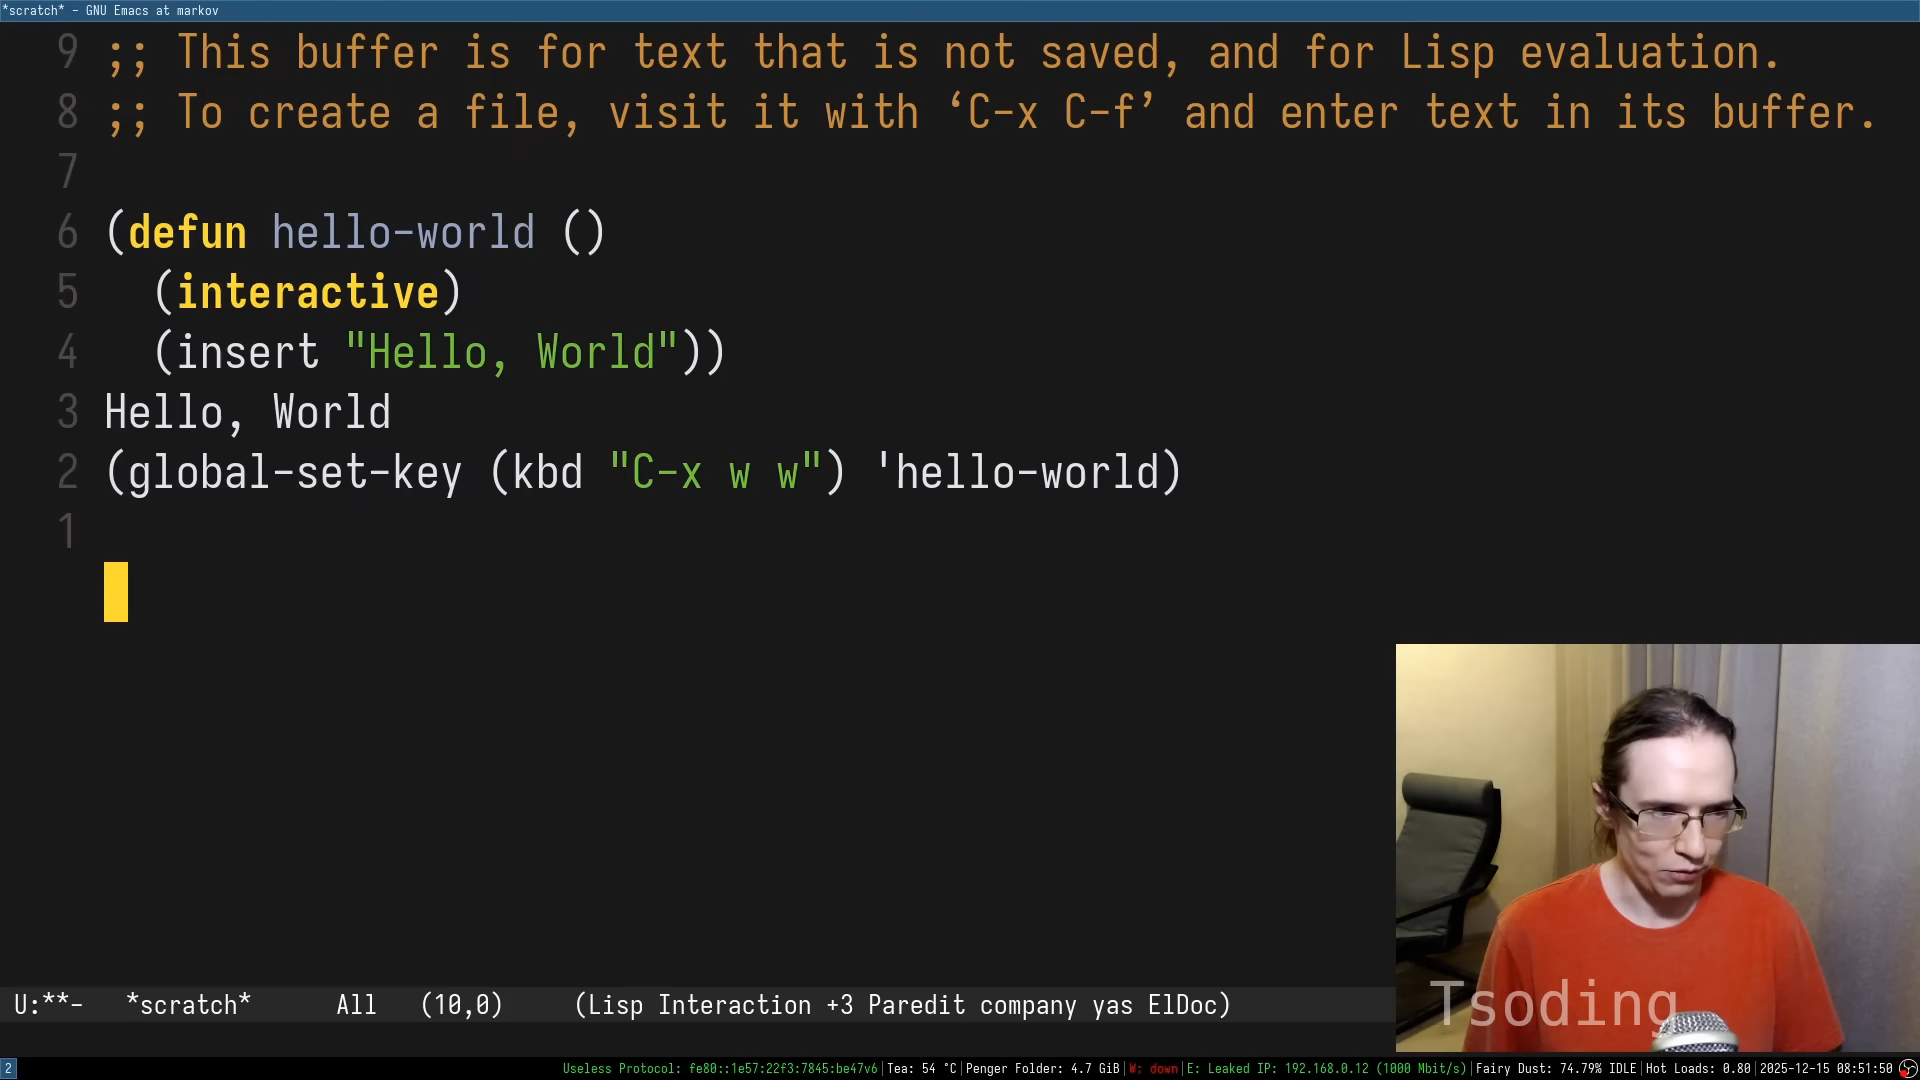 *scratch* - GNU Emacs at markov
9 ;; This buffer is for text that is not saved, and for Lisp evaluation.
8 ;; To create a file, visit it with ‘C-x C-f’ and enter text in its buffer.
7
6 (defun hello-world ()
5   (interactive)
4   (insert "Hello, World"))
3 Hello, World
2 (global-set-key (kbd "C-x w w") 'hello-world)
1
U:**-   *scratch*      All   (10,0)     (Lisp Interaction +3 Paredit company yas ElDoc)
Tsoding
2 Useless Protocol: fe80::1e57:22f3:7845:be47v6|Tea: 54 °C|Penger Folder: 4.7 GiB|W: down|E: Leaked IP: 192.168.0.12 (1000 Mbit/s)|Fairy Dust: 74.79% IDLE|Hot Loads: 0.80|2025-12-15 08:51:50